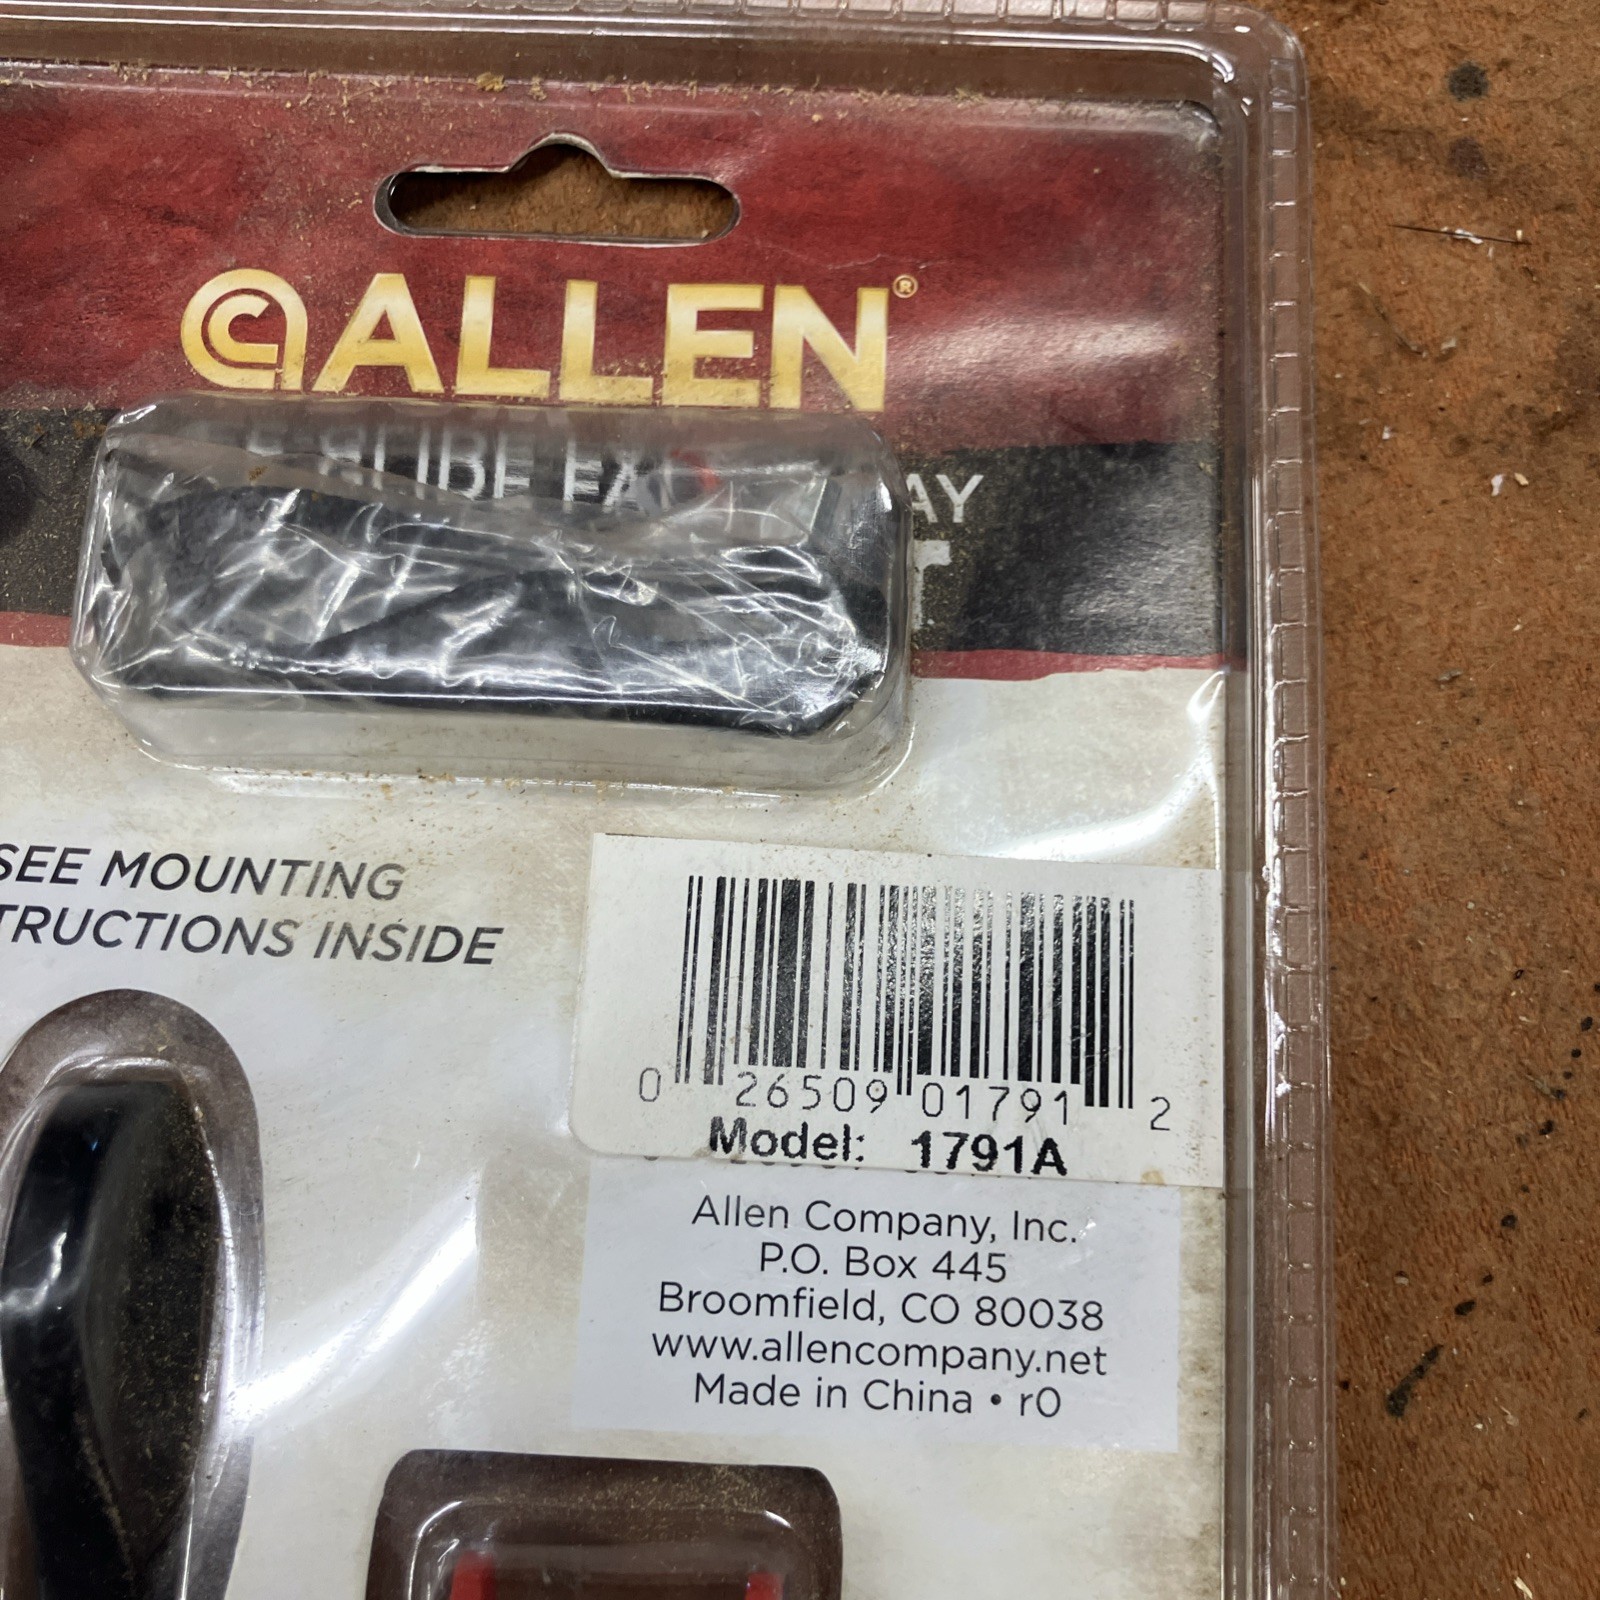 ALLEN®
AY
SEE MOUNTING
TRUCTIONS INSIDE
0 26509 01791 2
Model: 1791A
Allen Company, Inc.
P.O. Box 445
Broomfield, CO 80038
www.allencompany.net
Made in China • r0